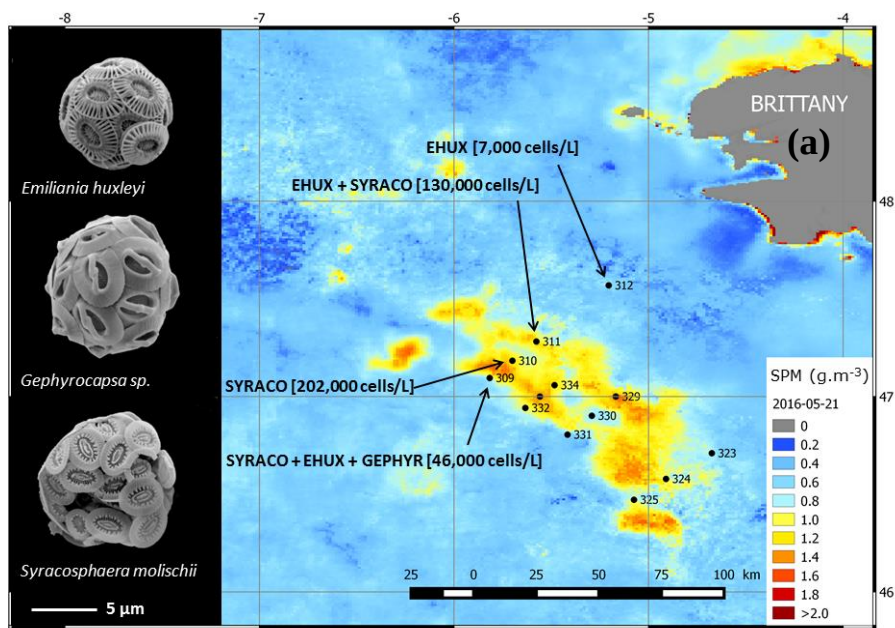 -8 -7 -6 -5 -4
Emiliania huxleyi
Gephyrocapsa sp.
Syracosphaera molischii
5 µm
BRITTANY
(a)
EHUX [7,000 cells/L]
EHUX + SYRACO [130,000 cells/L]
48
312
311
310
SYRACO [202,000 cells/L]
309
334
47
329
332
330
331
SYRACO + EHUX + GEPHYR [46,000 cells/L]
323
324
325
25 0 25 50 75 100 km
46
SPM (g.m-3)
2016-05-21
0
0.2
0.4
0.6
0.8
1.0
1.2
1.4
1.6
1.8
>2.0